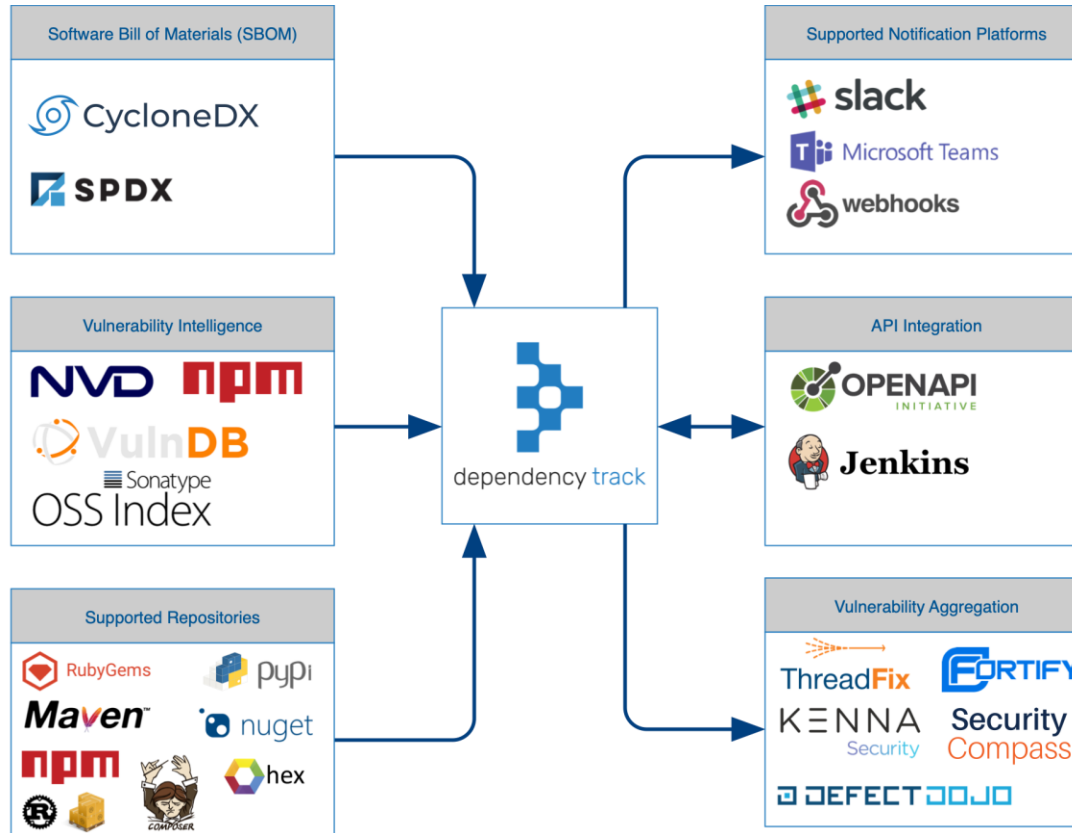 Software Bill of Materials (SBOM)
CycloneDX
SPDX
Vulnerability Intelligence
NVD npm
VulnDB
Sonatype
OSS Index
Supported Repositories
RubyGems pypi
Maven™ nuget
npm hex
R
COMPOSER
dependency track
Supported Notification Platforms
slack
T Microsoft Teams
webhooks
API Integration
OPENAPI
INITIATIVE
Jenkins
Vulnerability Aggregation
ThreadFix FORTIFY
KENNA Security
Security Compass
DEFECTDOJO